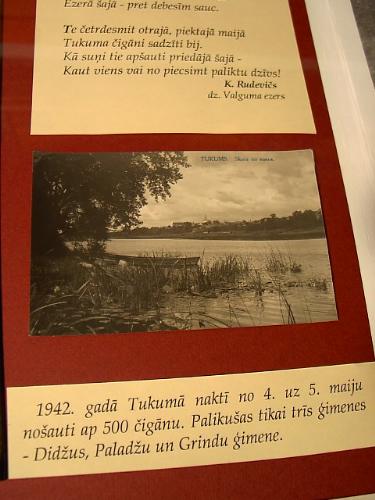 Ezerā šajā - pret debesīm sauc.
Te četrdesmit otrajā, piektajā maijā
Tukuma čigāni sadzīti bij.
Kā suņi tie apšauti priedājā šajā -
Kaut viens vai no piecsimt paliktu dzīvs!
K. Rudevičs
dz. Valguma ezers
TUKUMS. Skats no ezera.
1942. gadā Tukumā naktī no 4. uz 5. maiju
nošauti ap 500 čigānu. Palikušas tikai trīs ģimenes
- Didžus, Paladžu un Grindu ģimene.